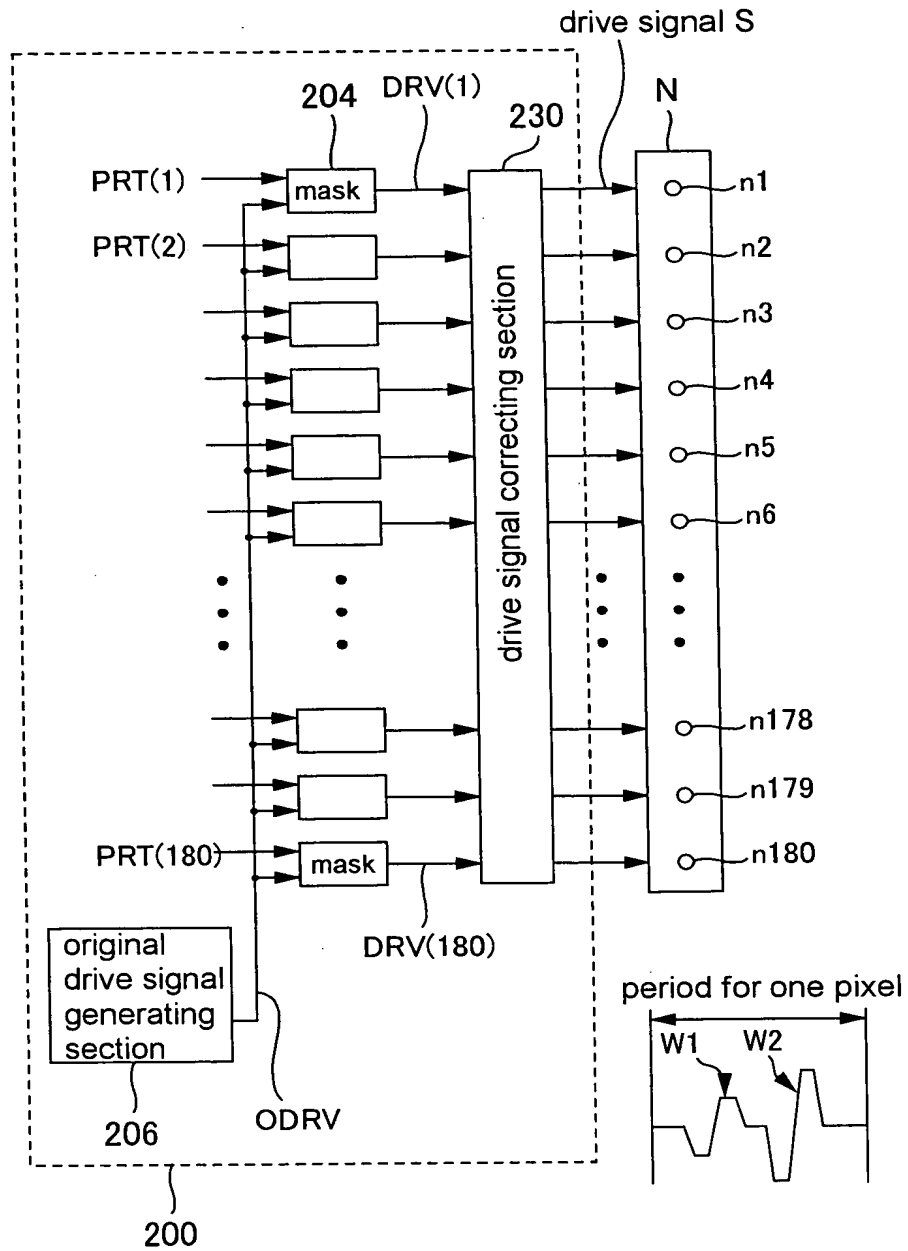 drive signal S
DRV(1)
N
204
230
PRT(1)
mask
n1
PRT(2)
n2
n3
n4
drive signal correcting section
n5
n6
n178
n179
PRT(180)
mask
n180
DRV(180)
original
drive signal
generating
section
period for one pixel
W1
W2
206
ODRV
200